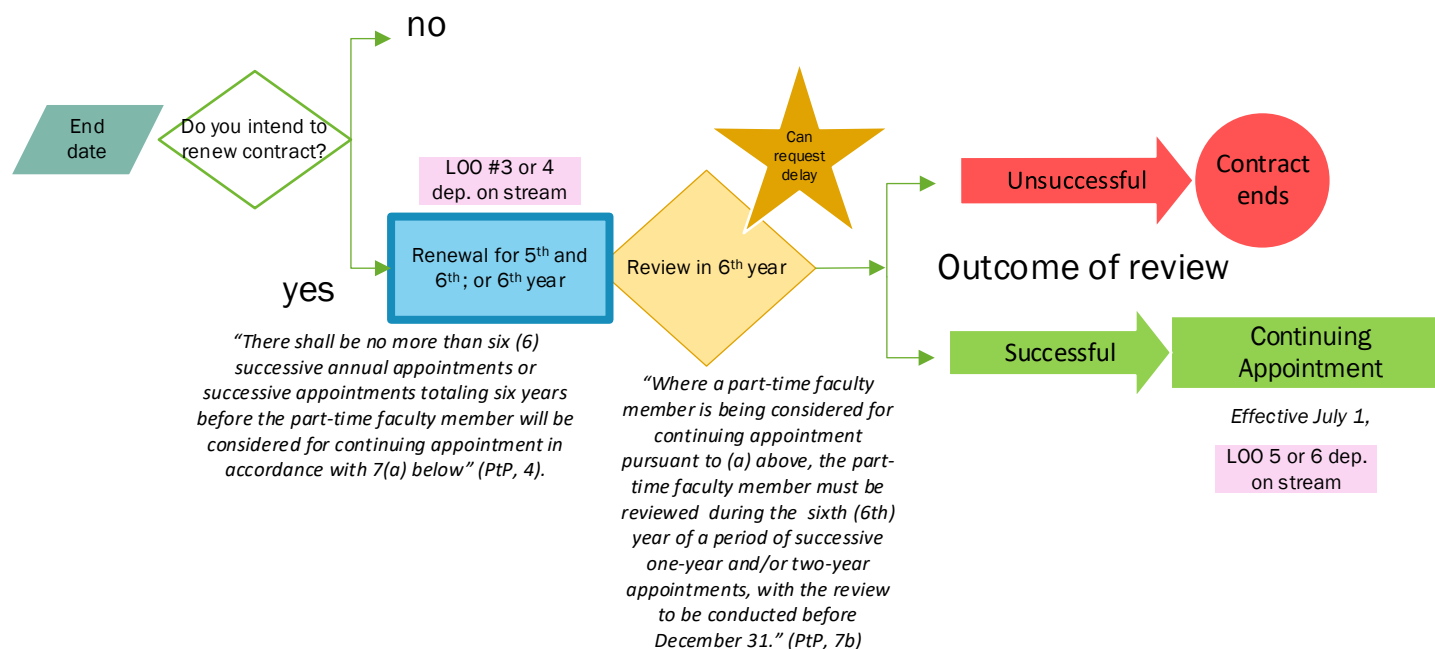 no
End
date
Do you intend to
renew contract?
yes
LOO #3 or 4
dep. on stream
Renewal for 5th and
6th; or 6th year
“There shall be no more than six (6)
successive annual appointments or
successive appointments totaling six years
before the part-time faculty member will be
considered for continuing appointment in
accordance with 7(a) below” (PtP, 4).
Can
request
delay
Review in 6th year
“Where a part-time faculty
member is being considered for
continuing appointment
pursuant to (a) above, the part-
time faculty member must be
reviewed during the sixth (6th)
year of a period of successive
one-year and/or two-year
appointments, with the review
to be conducted before
December 31.” (PtP, 7b)
Unsuccessful
Contract
ends
Outcome of review
Successful
Continuing
Appointment
Effective July 1,
LOO 5 or 6 dep.
on stream